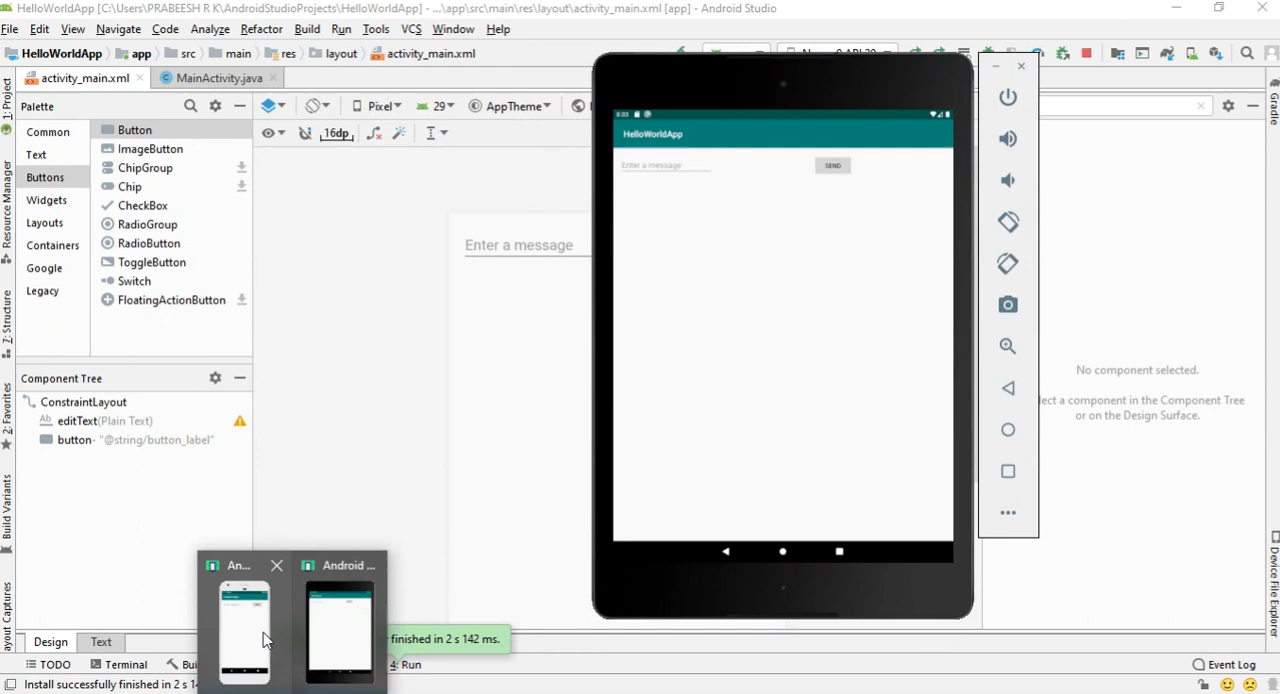 HelloWorldApp [C:\Users\PRABEESH R K\AndroidStudioProjects\HelloWorldApp] - ...\app\src\main\res\layout\activity_main.xml [app] - Android Studio
File Edit View Navigate Code Analyze Refactor Build Run Tools VCS Window Help
HelloWorldApp app src main res layout activity_main.xml
activity_main.xml MainActivity.java
Palette
Pixel 29 AppTheme
16dp
Common
Text
Buttons
Widgets
Layouts
Containers
Google
Legacy
Button
ImageButton
ChipGroup
Chip
CheckBox
RadioGroup
RadioButton
ToggleButton
Switch
FloatingActionButton
Component Tree
ConstraintLayout
Ab editText(Plain Text)
button- "@string/button_label"
Enter a message
HelloWorldApp
Enter a message SEND
No component selected.
lect a component in the Component Tree
or on the Design Surface.
1: Project
Resource Manager
7: Structure
2: Favorites
Build Variants
ayout Captures
Gradle
Device File Explorer
An... Android ...
finished in 2 s 142 ms.
Design Text
TODO Terminal Bui 4: Run Event Log
Install successfully finished in 2 s 14